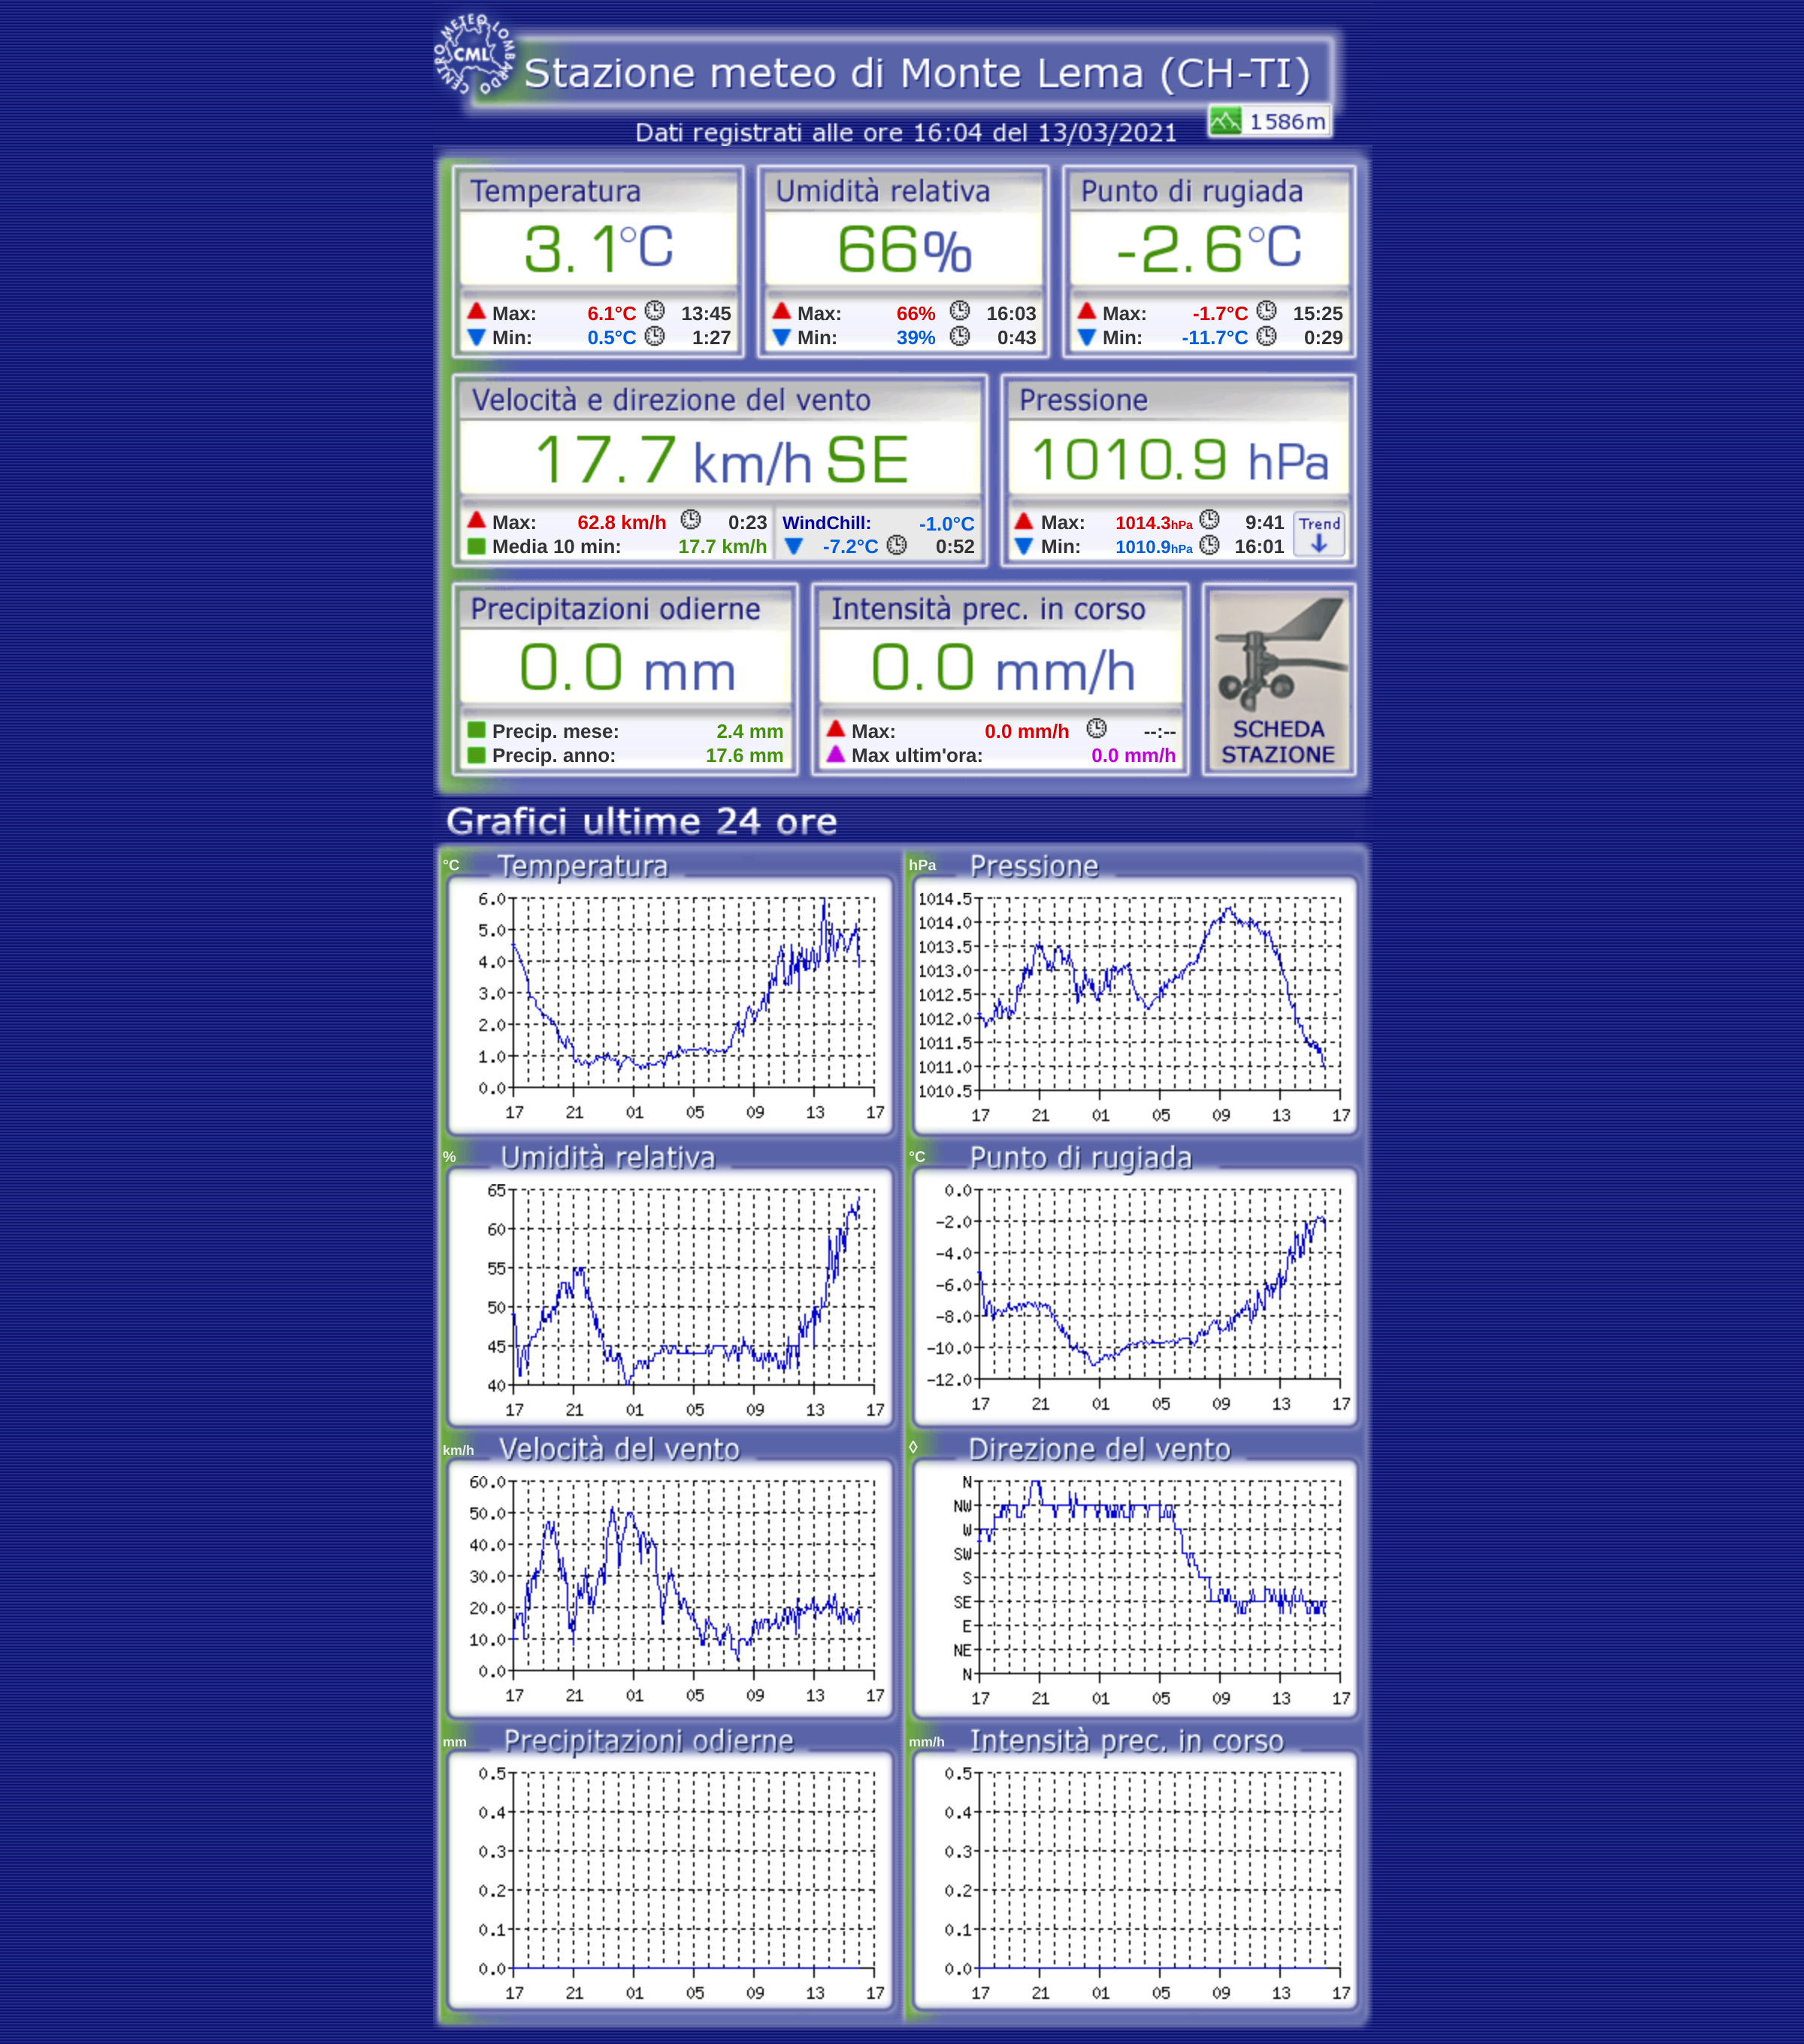 CENTRO METEO LOMBARDO
CML
Stazione meteo di Monte Lema (CH-TI)
1586m
Dati registrati alle ore 16:04 del 13/03/2021
Temperatura
3.1°C
Max: 6.1°C 13:45
Min: 0.5°C 1:27
Umidità relativa
66%
Max: 66% 16:03
Min: 39% 0:43
Punto di rugiada
-2.6°C
Max: -1.7°C 15:25
Min: -11.7°C 0:29
Velocità e direzione del vento
17.7 km/h SE
Max: 62.8 km/h 0:23
Media 10 min: 17.7 km/h
WindChill: -1.0°C
-7.2°C 0:52
Pressione
1010.9 hPa
Max: 1014.3hPa 9:41
Min: 1010.9hPa 16:01
Trend
Precipitazioni odierne
0.0 mm
Precip. mese: 2.4 mm
Precip. anno: 17.6 mm
Intensità prec. in corso
0.0 mm/h
Max: 0.0 mm/h --:--
Max ultim'ora: 0.0 mm/h
SCHEDA
STAZIONE
Grafici ultime 24 ore
°C Temperatura
6.0
5.0
4.0
3.0
2.0
1.0
0.0
17 21 01 05 09 13 17
hPa Pressione
1014.5
1014.0
1013.5
1013.0
1012.5
1012.0
1011.5
1011.0
1010.5
17 21 01 05 09 13 17
% Umidità relativa
65
60
55
50
45
40
17 21 01 05 09 13 17
°C Punto di rugiada
0.0
-2.0
-4.0
-6.0
-8.0
-10.0
-12.0
17 21 01 05 09 13 17
km/h Velocità del vento
60.0
50.0
40.0
30.0
20.0
10.0
0.0
17 21 01 05 09 13 17
◊ Direzione del vento
N
NW
W
SW
S
SE
E
NE
N
17 21 01 05 09 13 17
mm Precipitazioni odierne
0.5
0.4
0.3
0.2
0.1
0.0
17 21 01 05 09 13 17
mm/h Intensità prec. in corso
0.5
0.4
0.3
0.2
0.1
0.0
17 21 01 05 09 13 17